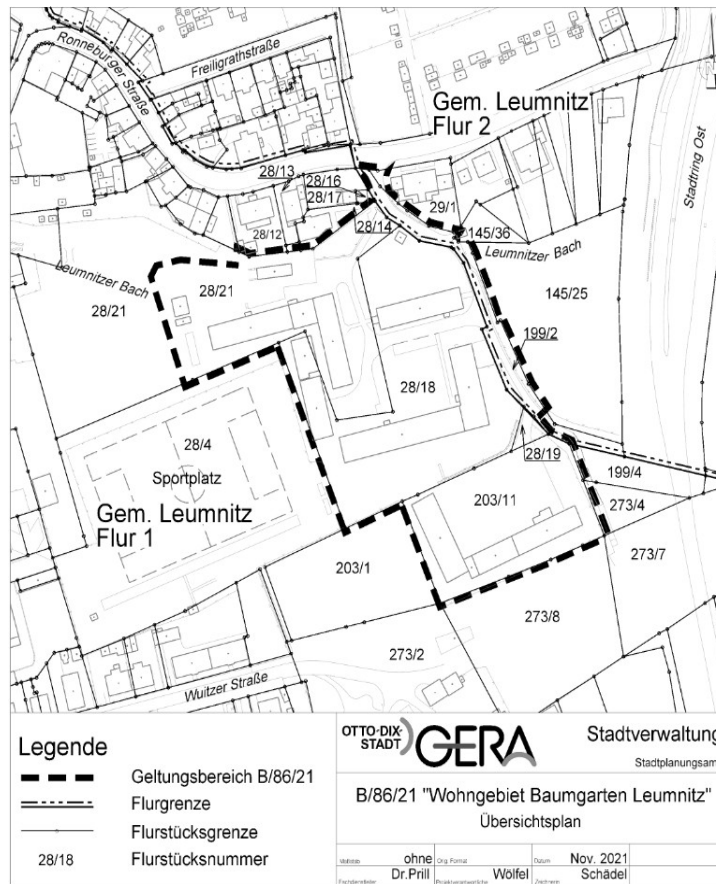 Ronneburger Straße
Freiligrathstraße
Gem. Leumnitz
Flur 2
Stadtring Ost
28/13
28/16
28/17
28/14
29/1
28/12
145/36
Leumnitzer Bach
Leumnitzer Bach
28/21
28/21
145/25
199/2
28/18
28/4
Sportplatz
28/19
199/4
203/11
273/4
Gem. Leumnitz
Flur 1
203/1
273/7
273/8
273/2
Wuitzer Straße
Legende
Geltungsbereich B/86/21
Flurgrenze
Flurstücksgrenze
28/18 Flurstücksnummer
OTTO-DIX-
STADT
GERA
Stadtverwaltung
Stadtplanungsam
B/86/21 "Wohngebiet Baumgarten Leumnitz"
Übersichtsplan
ohne Org. Format Datum Nov. 2021
Dr.Prill Wölfel Zeichnern Schädel